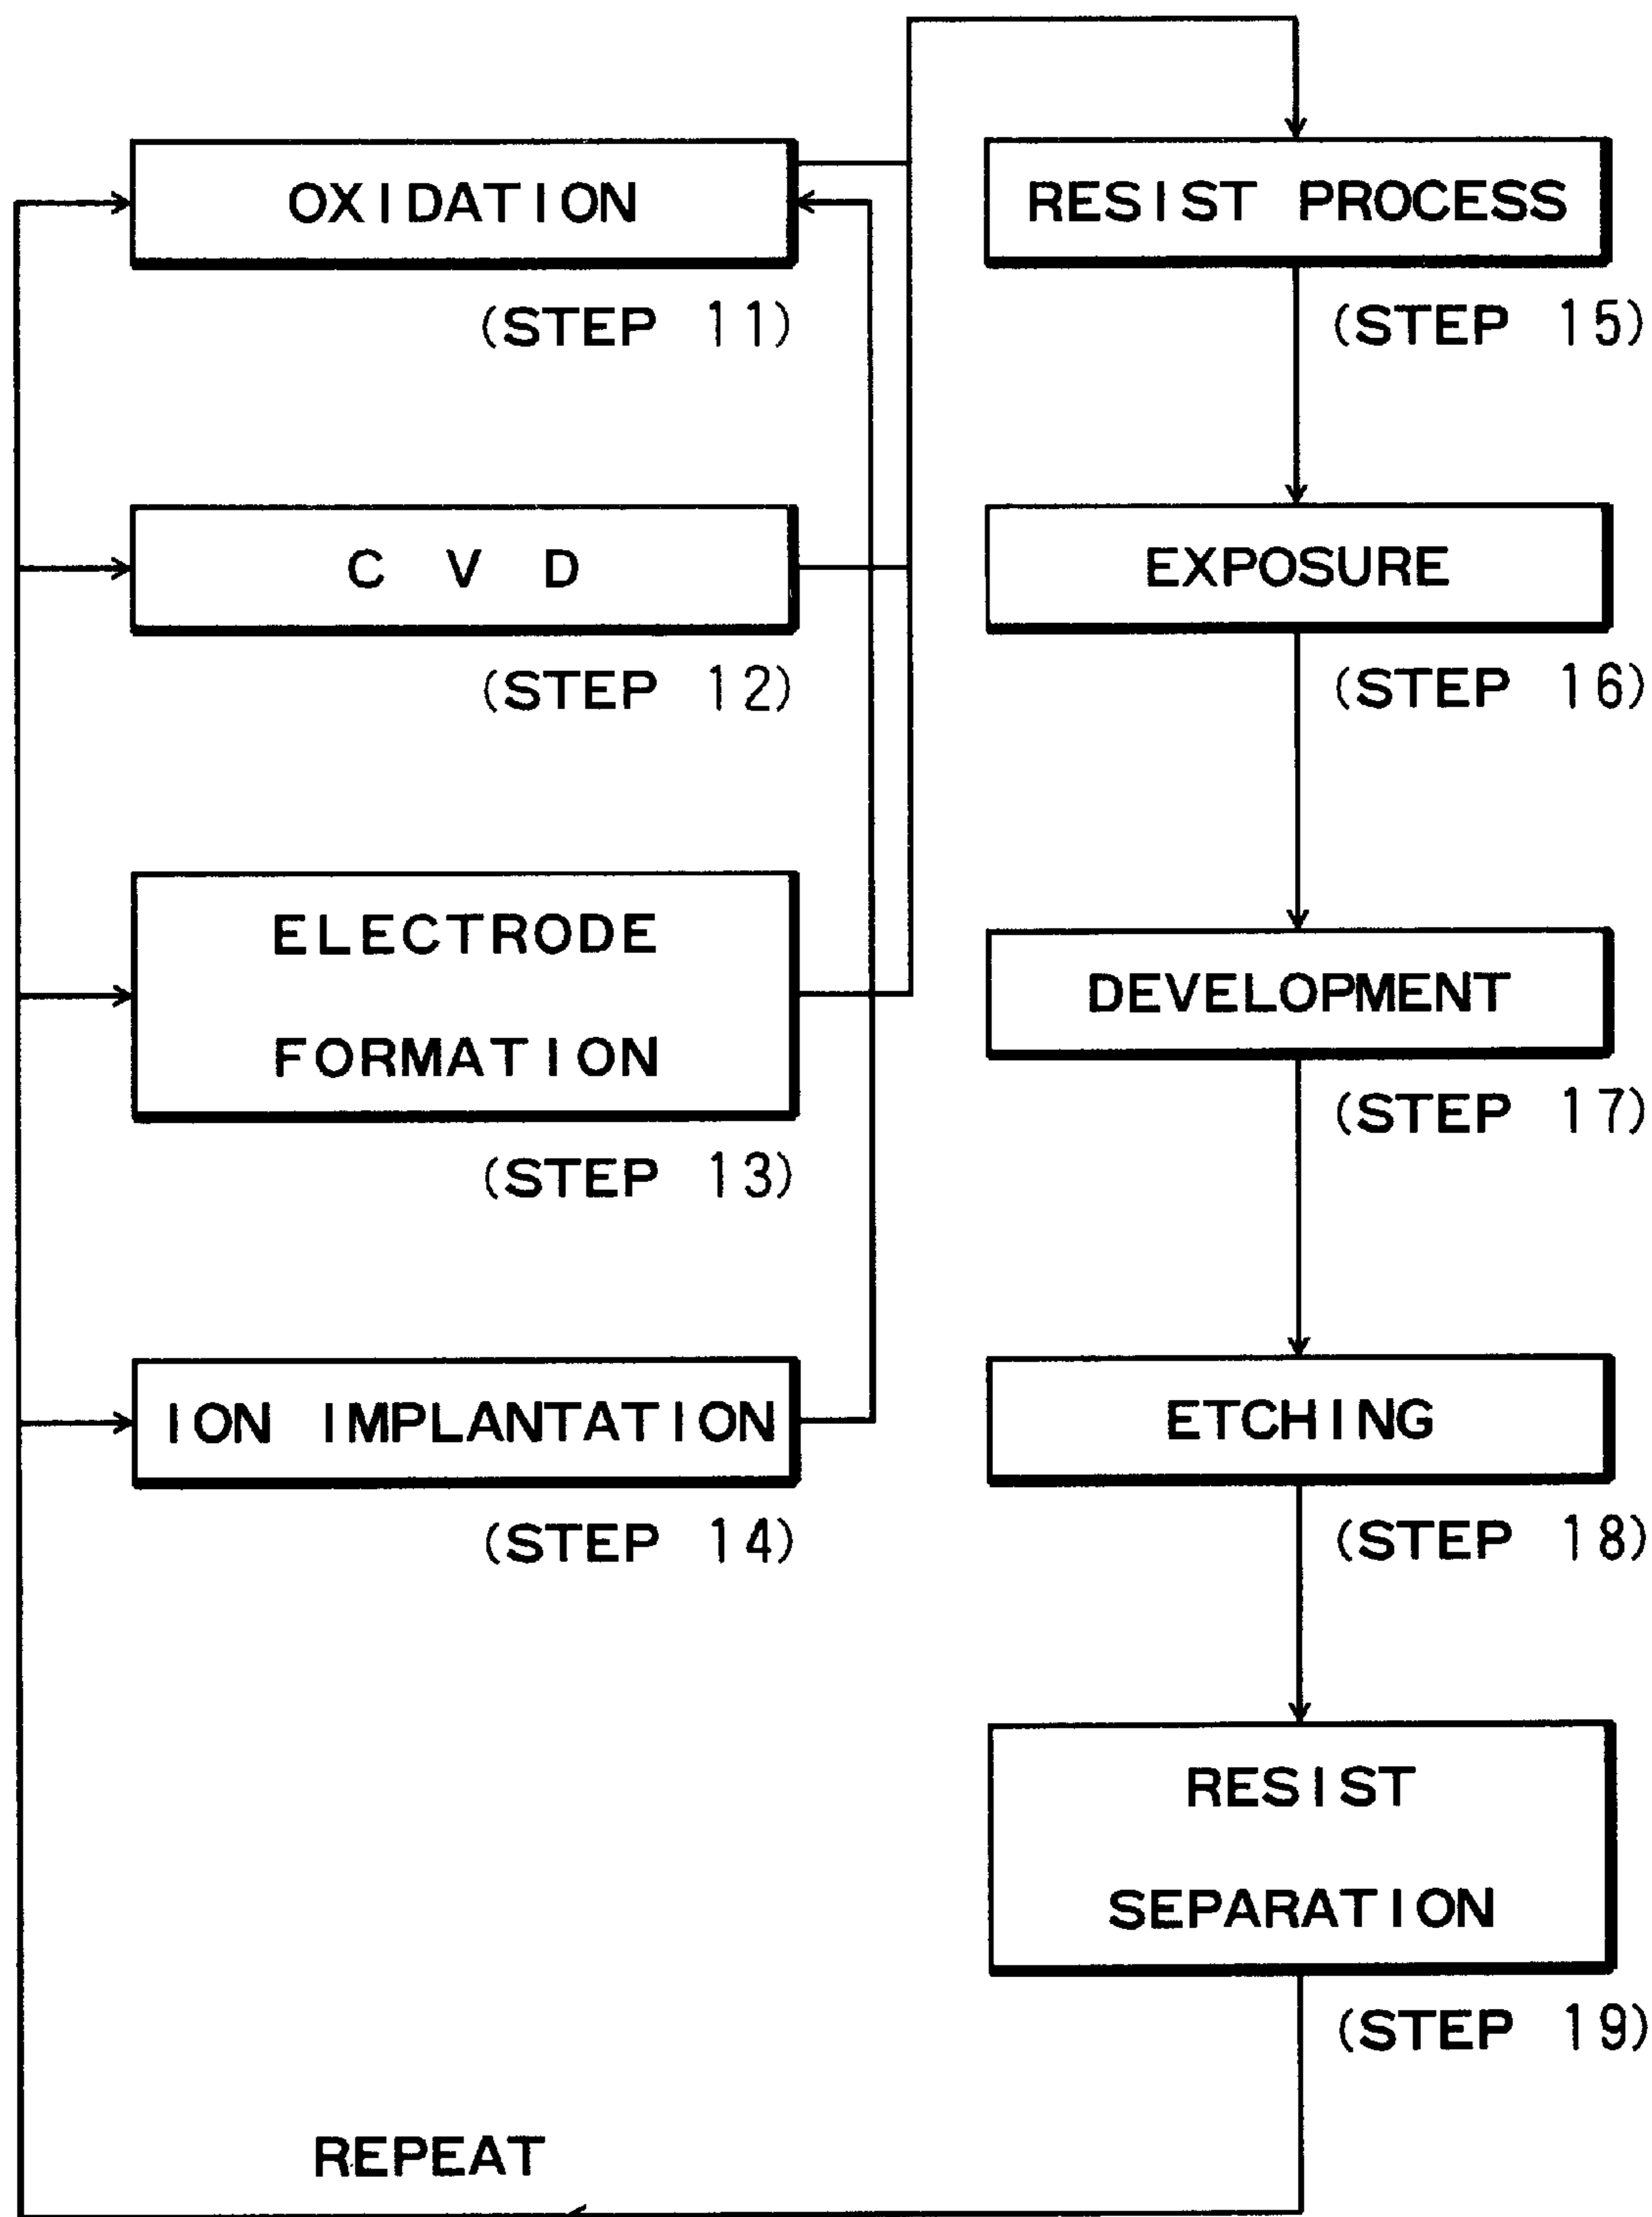 OXIDATION
(STEP 11)
CVD
(STEP 12)
ELECTRODE
FORMATION
(STEP 13)
ION IMPLANTATION
(STEP 14)
RESIST PROCESS
(STEP 15)
EXPOSURE
(STEP 16)
DEVELOPMENT
(STEP 17)
ETCHING
(STEP 18)
RESIST
SEPARATION
(STEP 19)
REPEAT